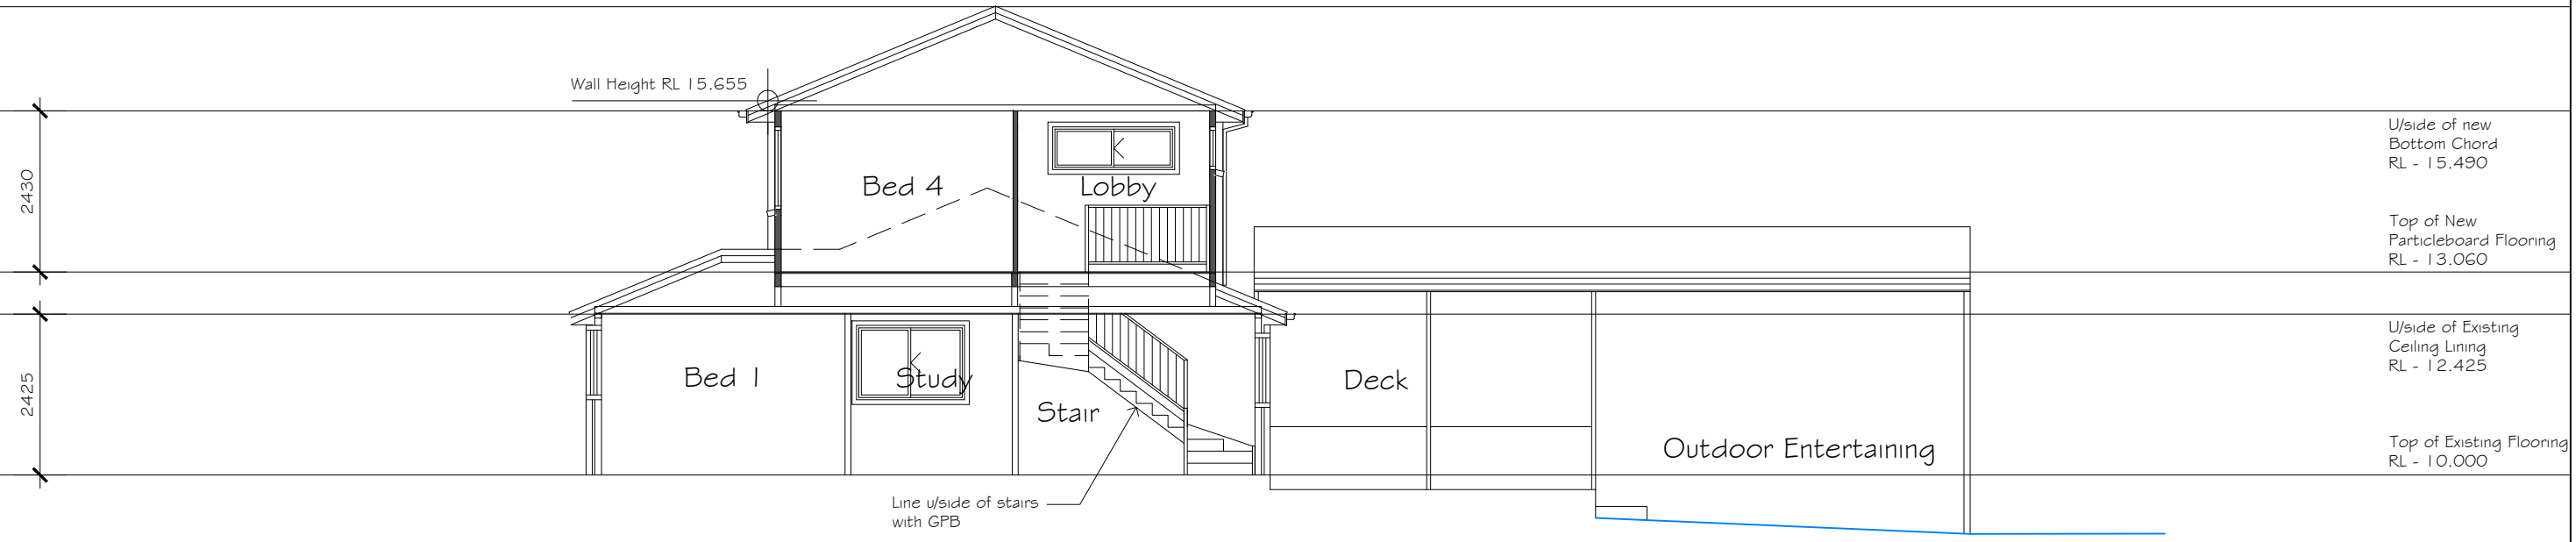 Wall Height RL 15.655
U/side of new
Bottom Chord
RL - 15.490
2430
Bed 4
Lobby
Top of New
Particleboard Flooring
RL - 13.060
U/side of Existing
Ceiling Lining
RL - 12.425
2425
Bed 1
Study
Stair
Deck
Outdoor Entertaining
Top of Existing Flooring
RL - 10.000
Line u/side of stairs
with GPB